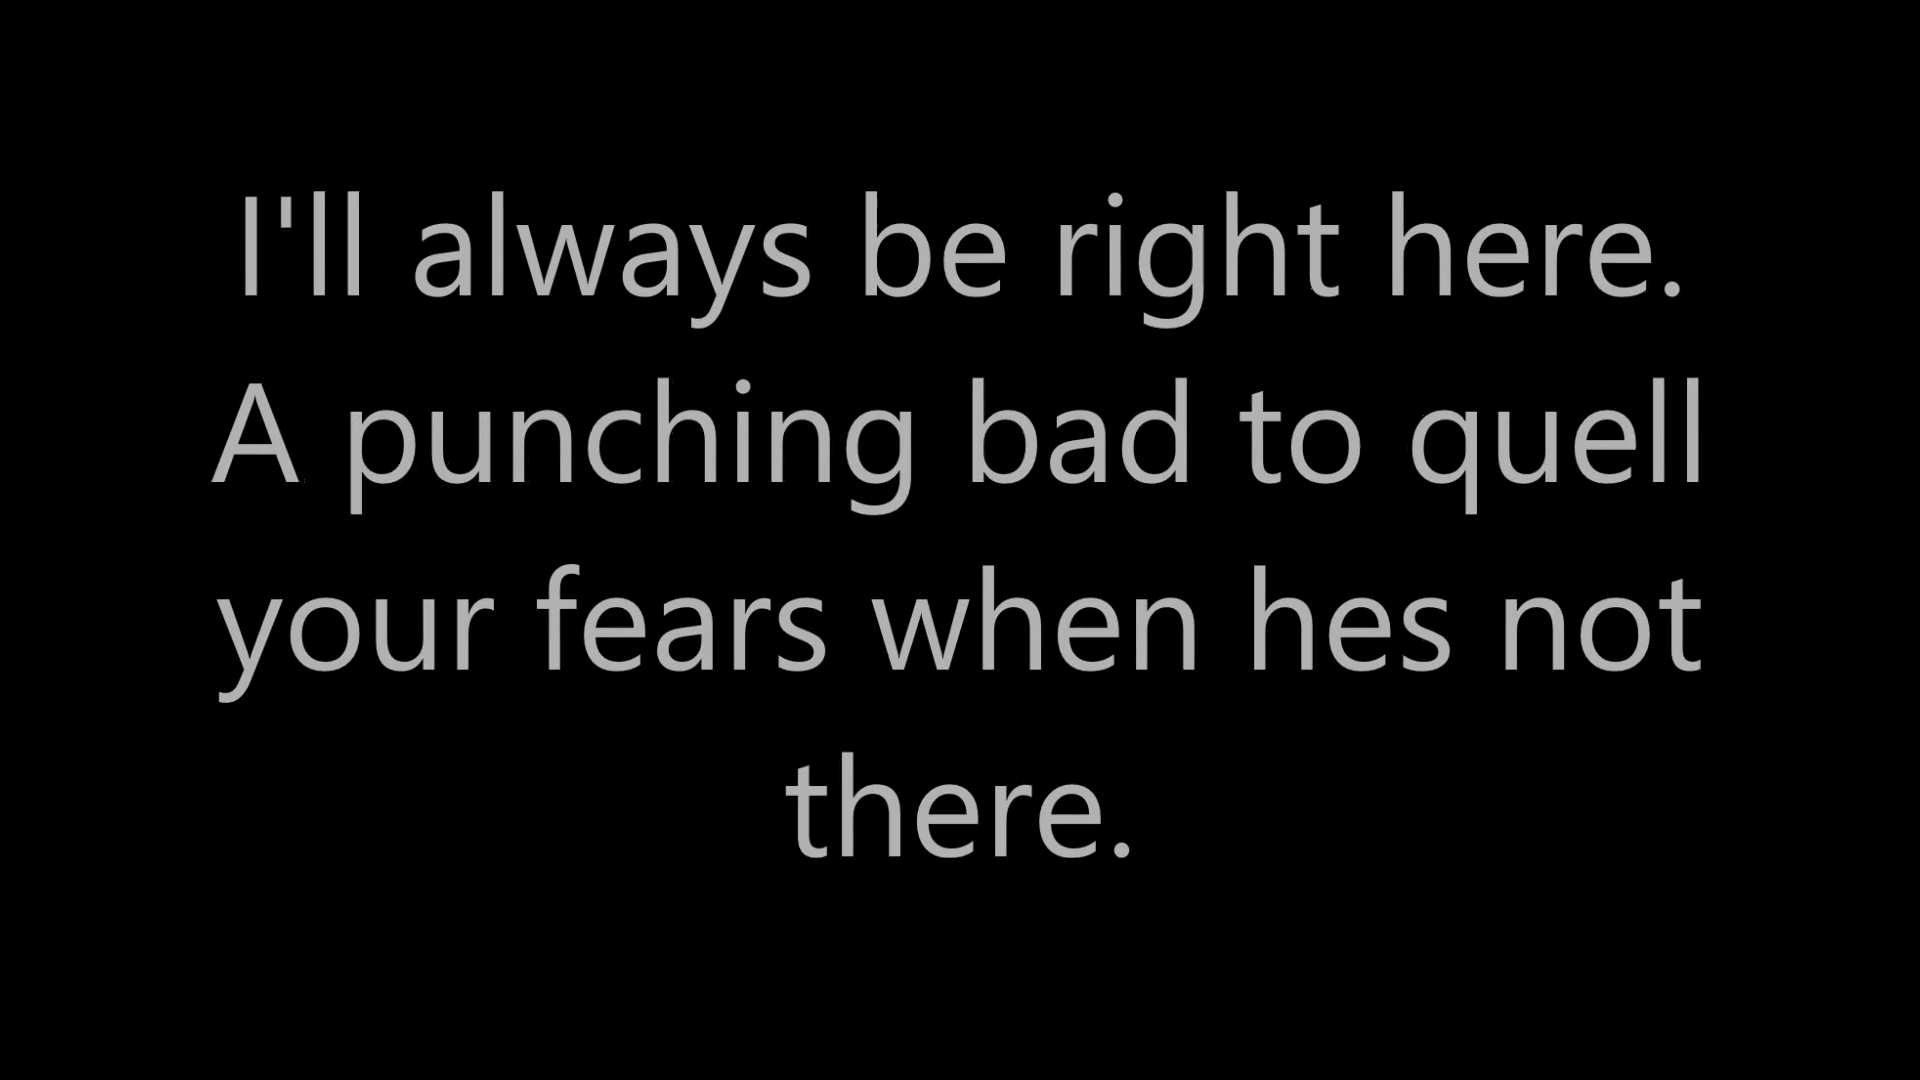 I'll always be right here.
A punching bad to quell
your fears when hes not
there.